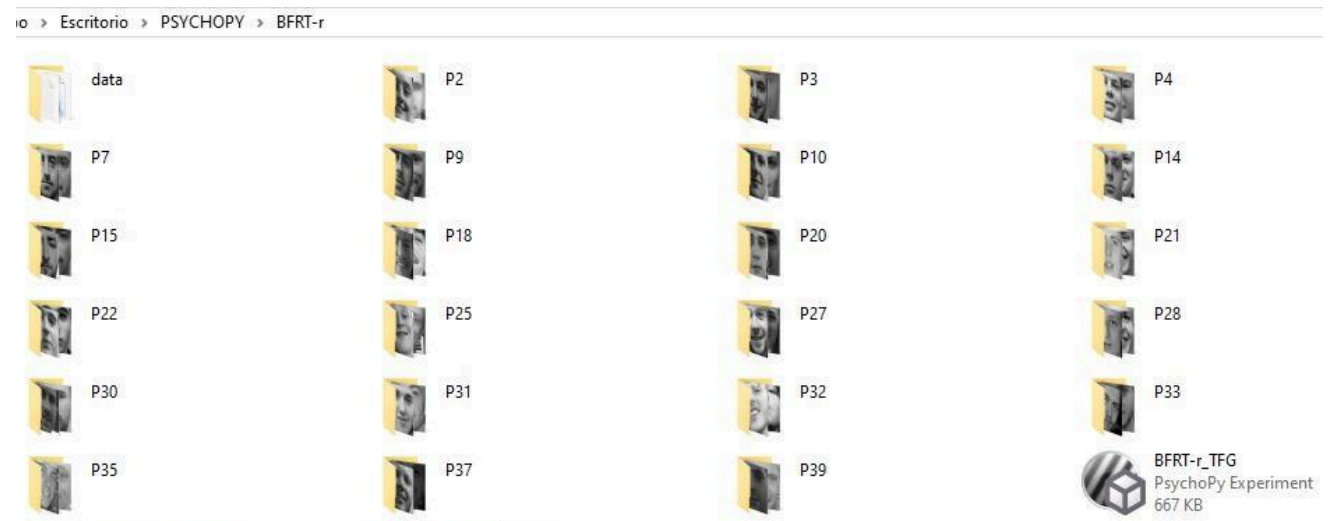 › Escritorio › PSYCHOPY › BFRT-r
data
P2
P3
P4
P7
P9
P10
P14
P15
P18
P20
P21
P22
P25
P27
P28
P30
P31
P32
P33
P35
P37
P39
BFRT-r_TFG
PsychoPy Experiment
667 KB